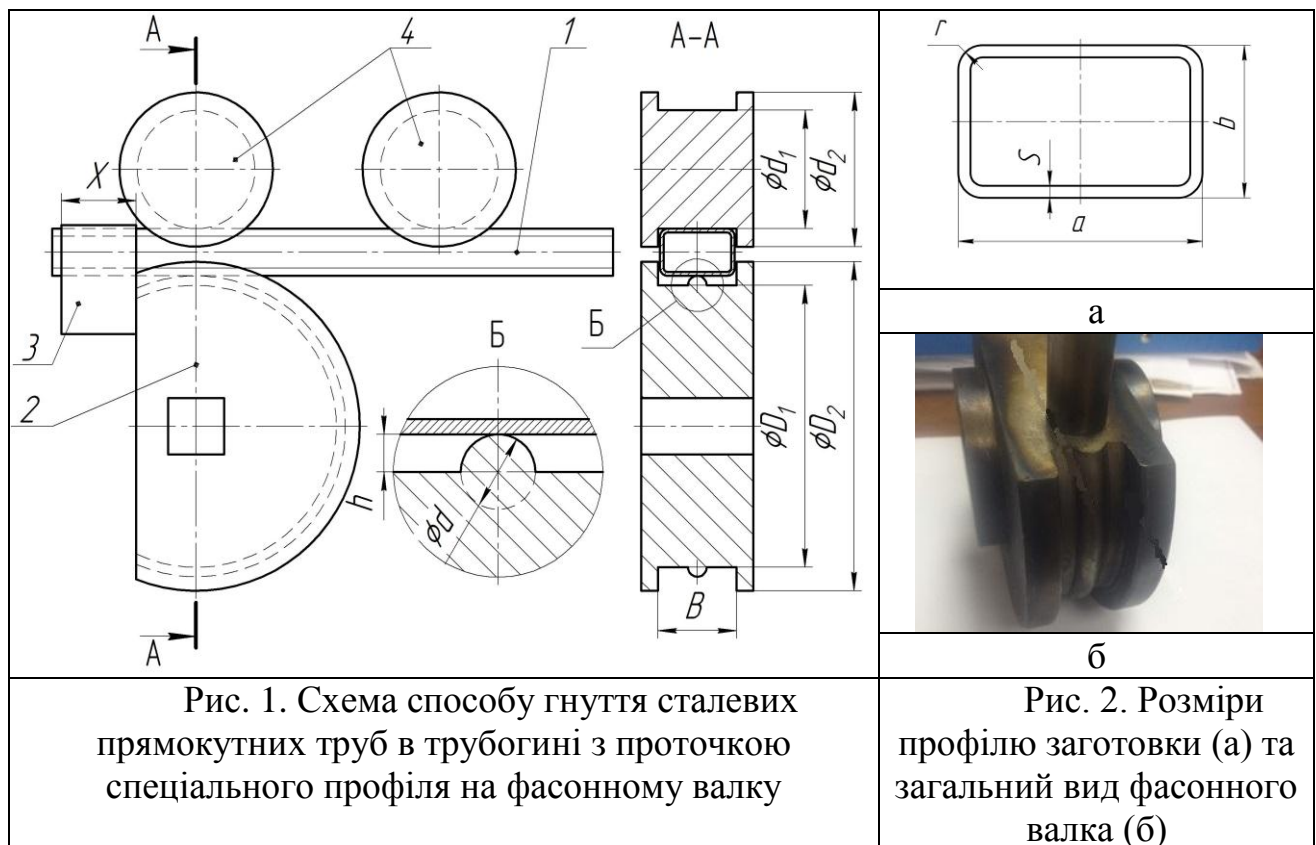 А
4
1
А–А
X
ϕd₁
ϕd₂
3
Б
Б
2
h
ϕd
ϕD₁
ϕD₂
В
А
r
S
b
a
а
б
Рис. 1. Схема способу гнуття сталевих
прямокутних труб в трубогині з проточкою
спеціального профіля на фасонному валку
Рис. 2. Розміри
профілю заготовки (а) та
загальний вид фасонного
валка (б)